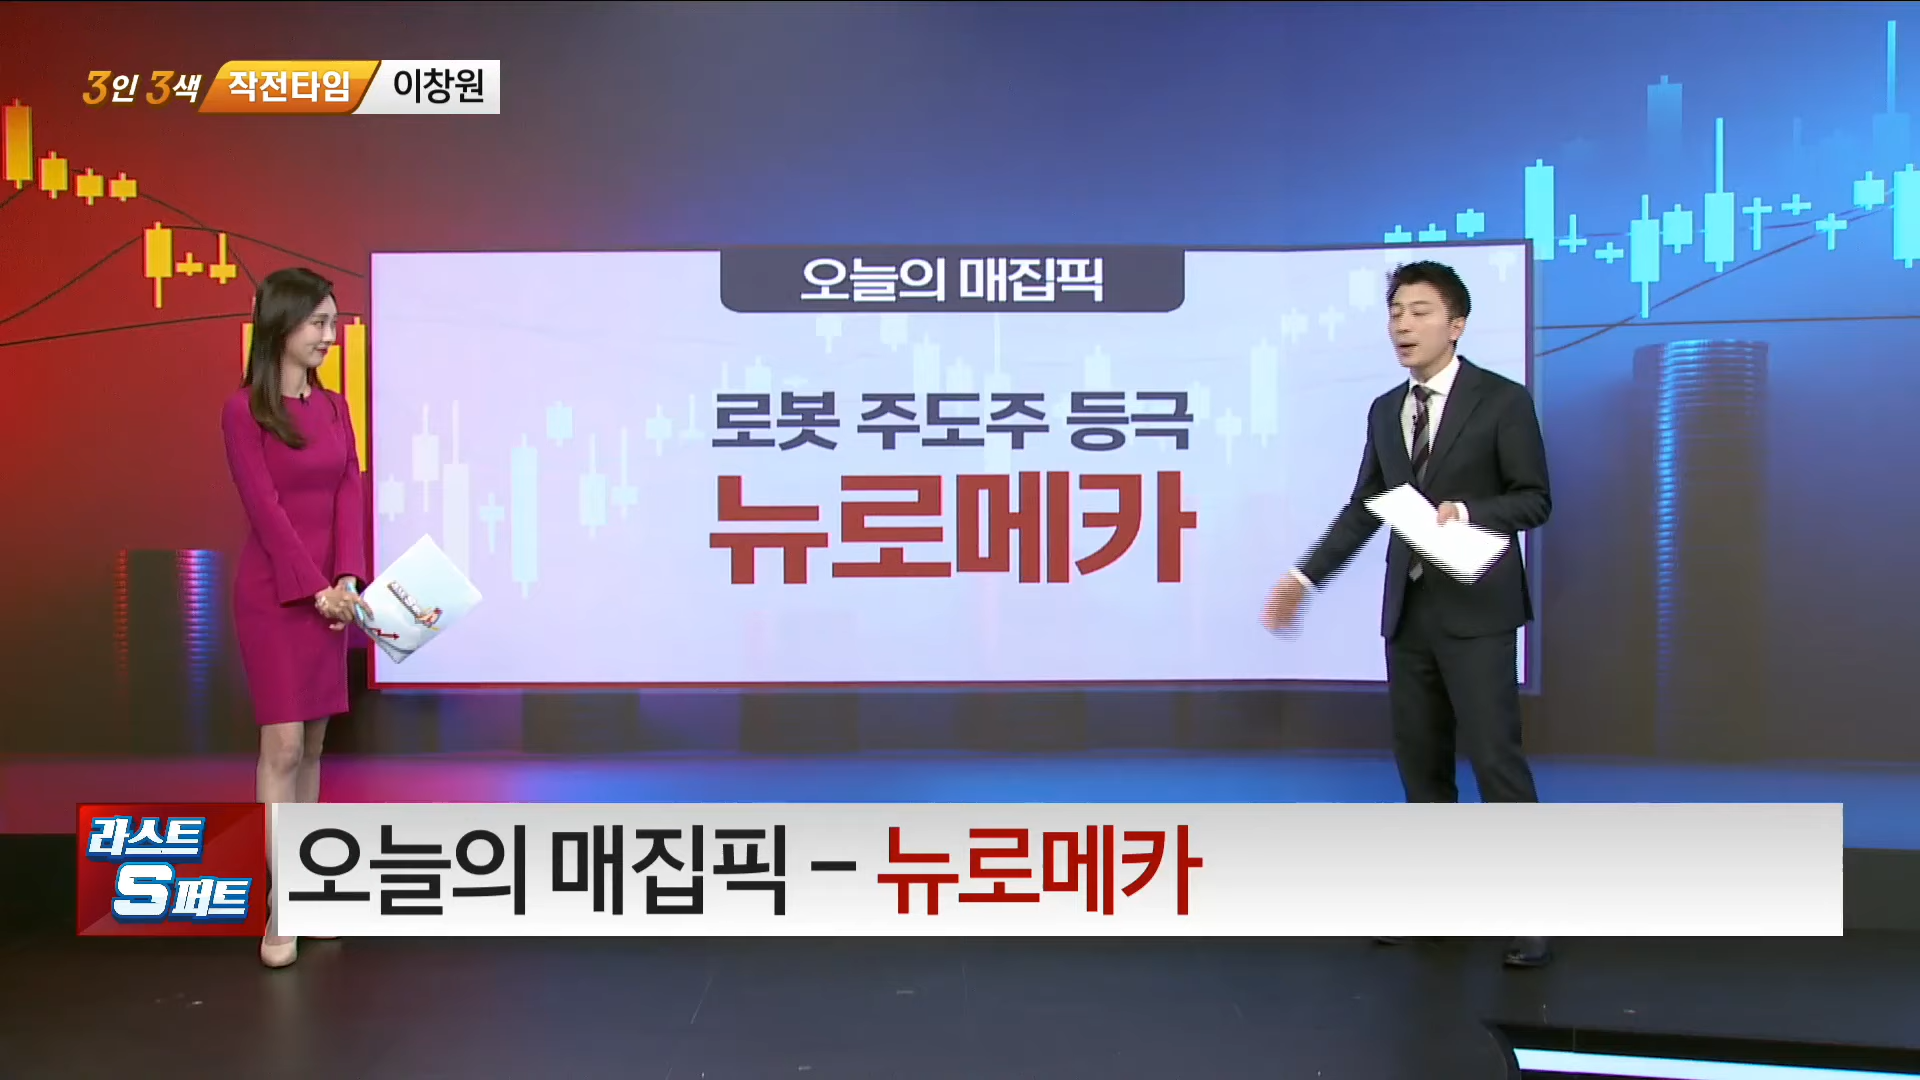 3인 3색 작전타임 이창원
오늘의 매집픽
로봇 주도주 등극
뉴로메카
라스트
S퍼트
오늘의 매집픽 - 뉴로메카